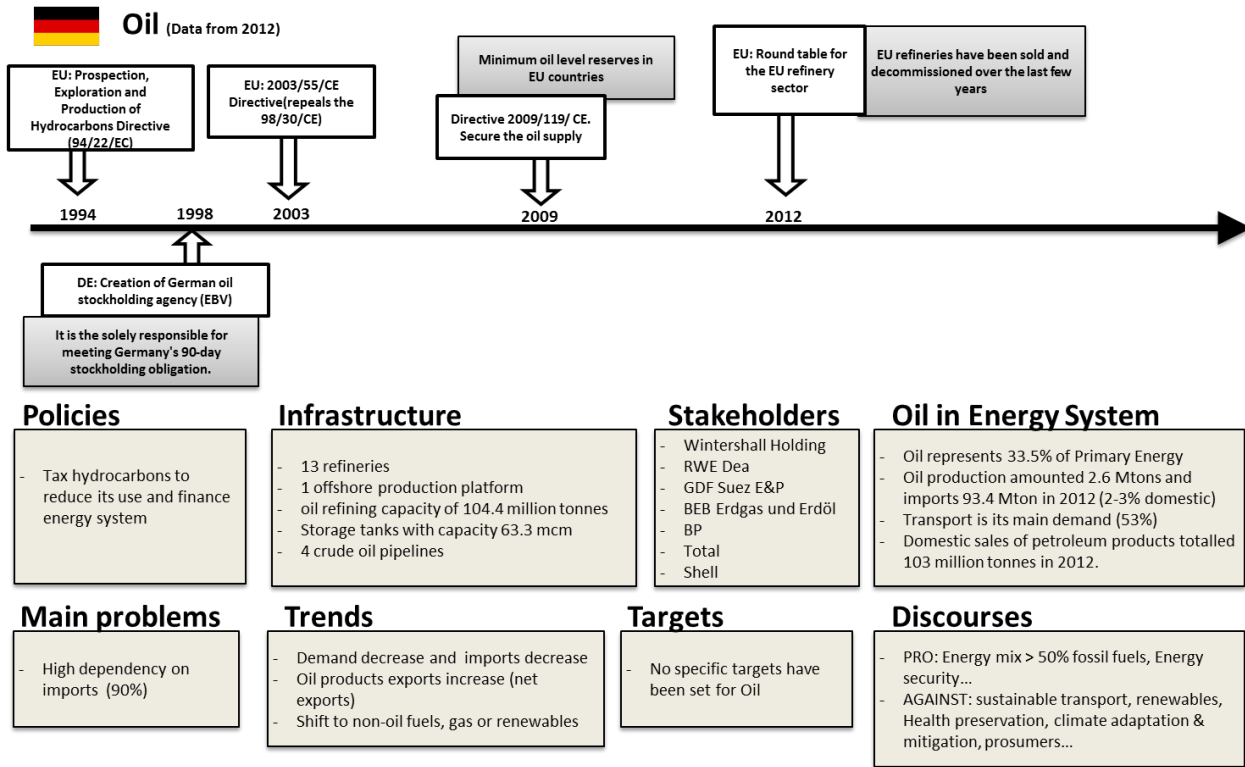 Oil (Data from 2012)
EU: Prospection,
Exploration and
Production of
Hydrocarbons Directive
(94/22/EC)
EU: 2003/55/CE
Directive(repeals the
98/30/CE)
Minimum oil level reserves in
EU countries
Directive 2009/119/ CE.
Secure the oil supply
EU: Round table for
the EU refinery
sector
EU refineries have been sold and
decommissioned over the last few
years
1994
1998
2003
2009
2012
DE: Creation of German oil
stockholding agency (EBV)
It is the solely responsible for
meeting Germany's 90-day
stockholding obligation.
Policies
- Tax hydrocarbons to
reduce its use and finance
energy system
Infrastructure
- 13 refineries
- 1 offshore production platform
- oil refining capacity of 104.4 million tonnes
- Storage tanks with capacity 63.3 mcm
- 4 crude oil pipelines
Stakeholders
- Wintershall Holding
- RWE Dea
- GDF Suez E&P
- BEB Erdgas und Erdöl
- BP
- Total
- Shell
Oil in Energy System
- Oil represents 33.5% of Primary Energy
- Oil production amounted 2.6 Mtons and
imports 93.4 Mton in 2012 (2-3% domestic)
- Transport is its main demand (53%)
- Domestic sales of petroleum products totalled
103 million tonnes in 2012.
Main problems
- High dependency on
imports (90%)
Trends
- Demand decrease and imports decrease
- Oil products exports increase (net
exports)
- Shift to non-oil fuels, gas or renewables
Targets
- No specific targets have
been set for Oil
Discourses
- PRO: Energy mix > 50% fossil fuels, Energy
security...
- AGAINST: sustainable transport, renewables,
Health preservation, climate adaptation &
mitigation, prosumers...